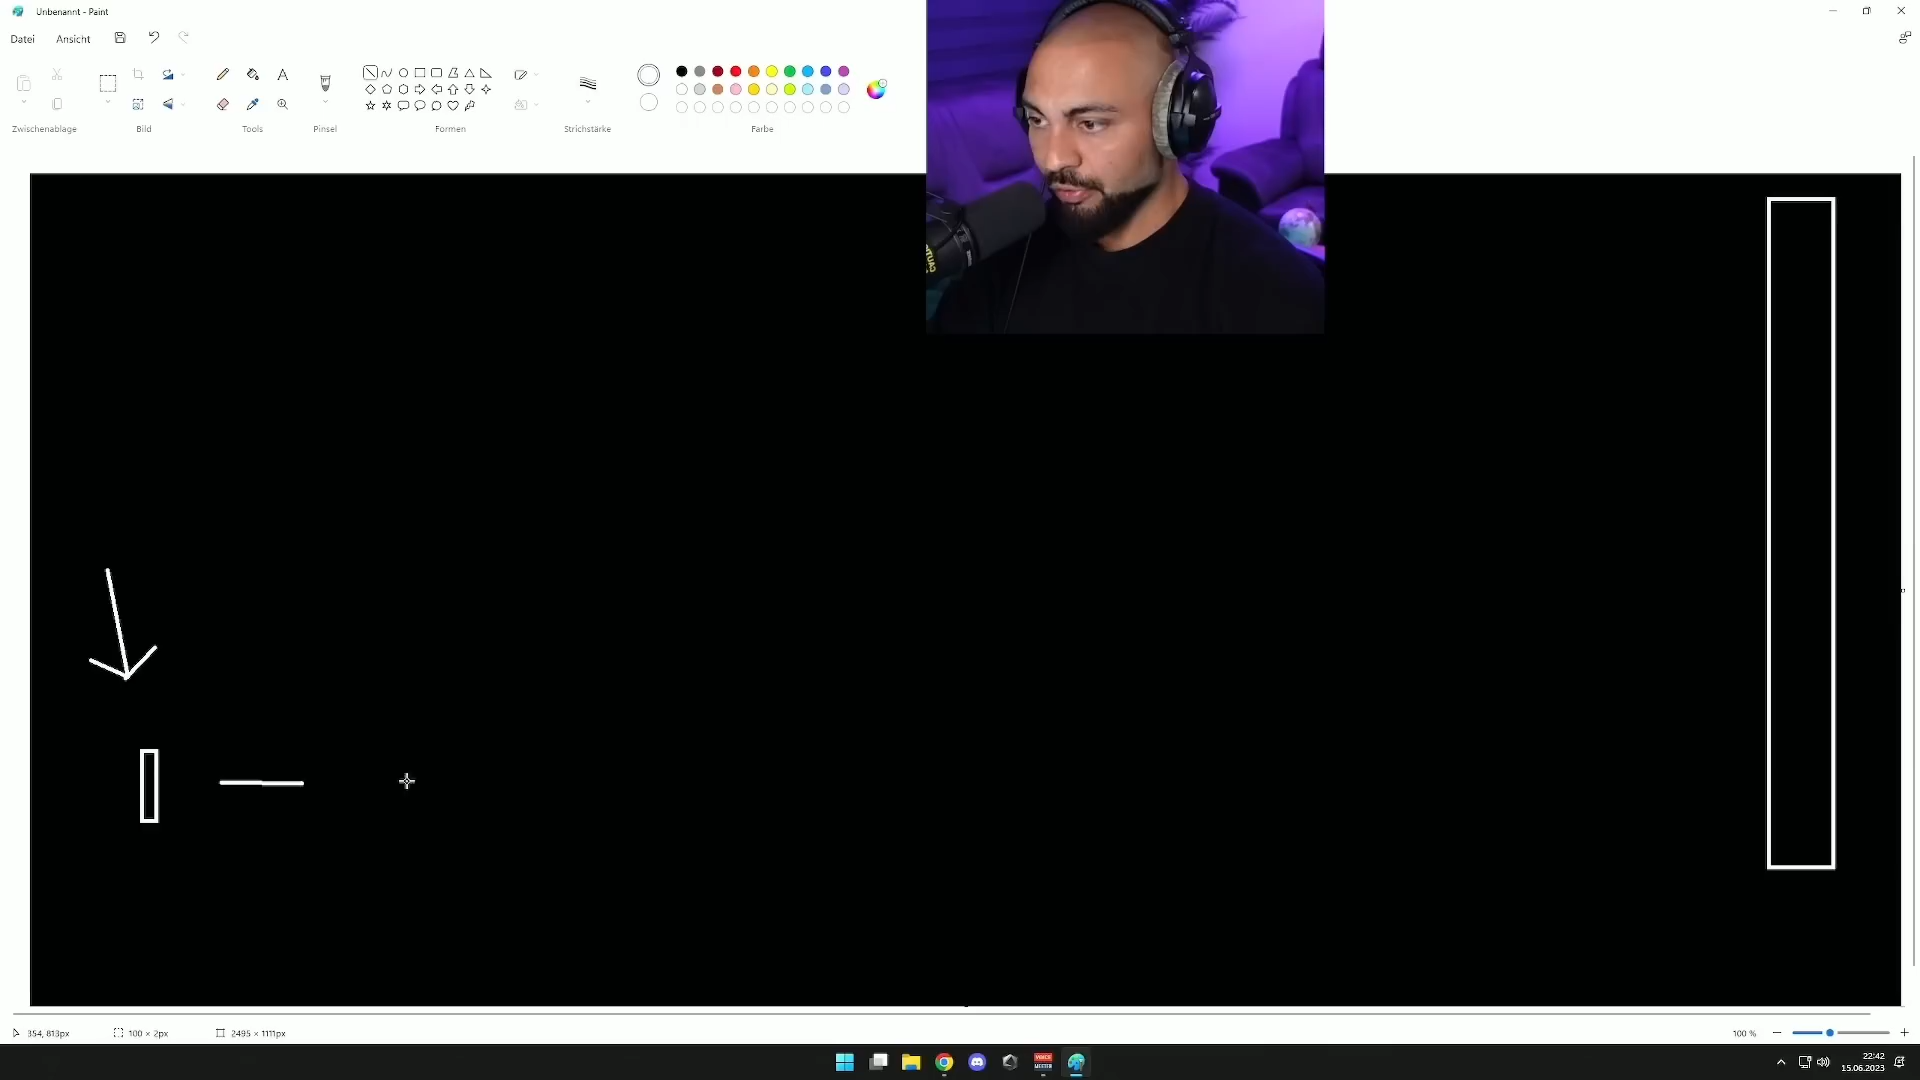 Unbenannt - Paint
Datei Ansicht
Zwischenablage Bild Tools Pinsel Formen Strichstärke Farbe
354, 813px 100 × 2px 2495 × 1111px 100 %
VOICE
22:42
15.06.2023